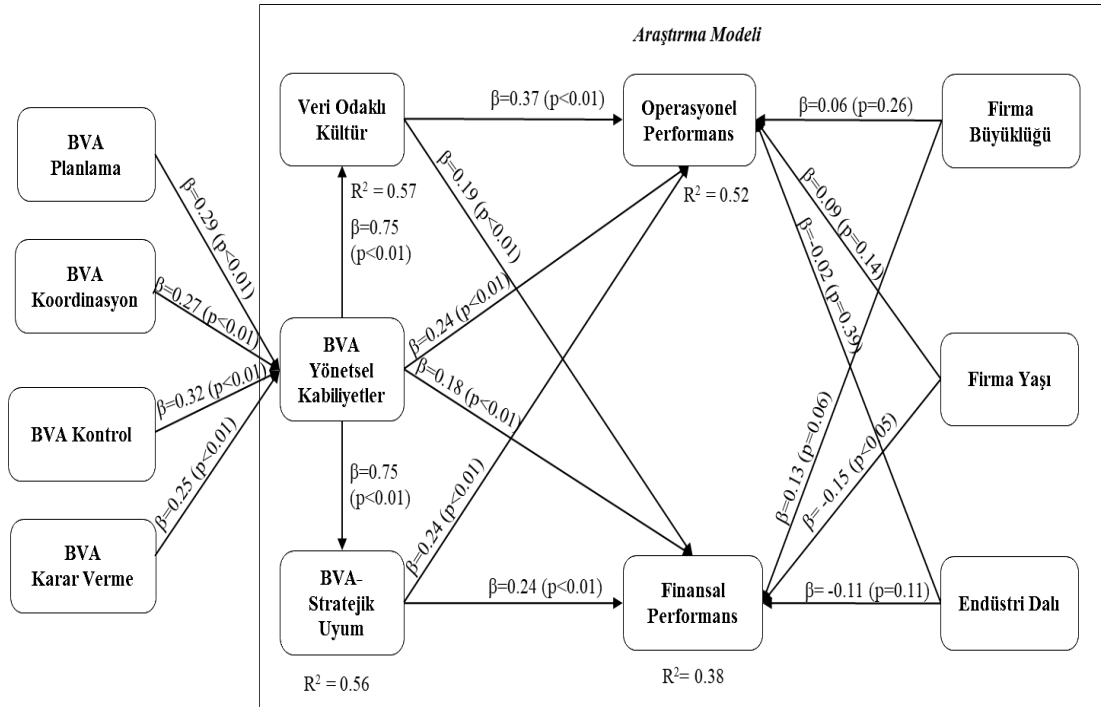 Araştırma Modeli
BVA
Planlama
BVA
Koordinasyon
BVA Kontrol
BVA
Karar Verme
β=0.29 (p<0.01)
β=0.27 (p<0.01)
β=0.32 (p<0.01)
β=0.25 (p<0.01)
Veri Odaklı
Kültür
R² = 0.57
β=0.75
(p<0.01)
BVA
Yönetsel
Kabiliyetler
β=0.75
(p<0.01)
BVA-
Stratejik
Uyum
R² = 0.56
β=0.37 (p<0.01)
β=0.19 (p<0.01)
β=0.24 (p<0.01)
β=0.18 (p<0.01)
β=0.24 (p<0.01)
β=0.24 (p<0.01)
Operasyonel
Performans
R² = 0.52
Finansal
Performans
R²= 0.38
β=0.06 (p=0.26)
β=0.09 (p=0.14)
β=-0.02 (p=0.39)
β=0.13 (p=0.06)
β= -0.15 (p<0.05)
β= -0.11 (p=0.11)
Firma
Büyüklüğü
Firma Yaşı
Endüstri Dalı